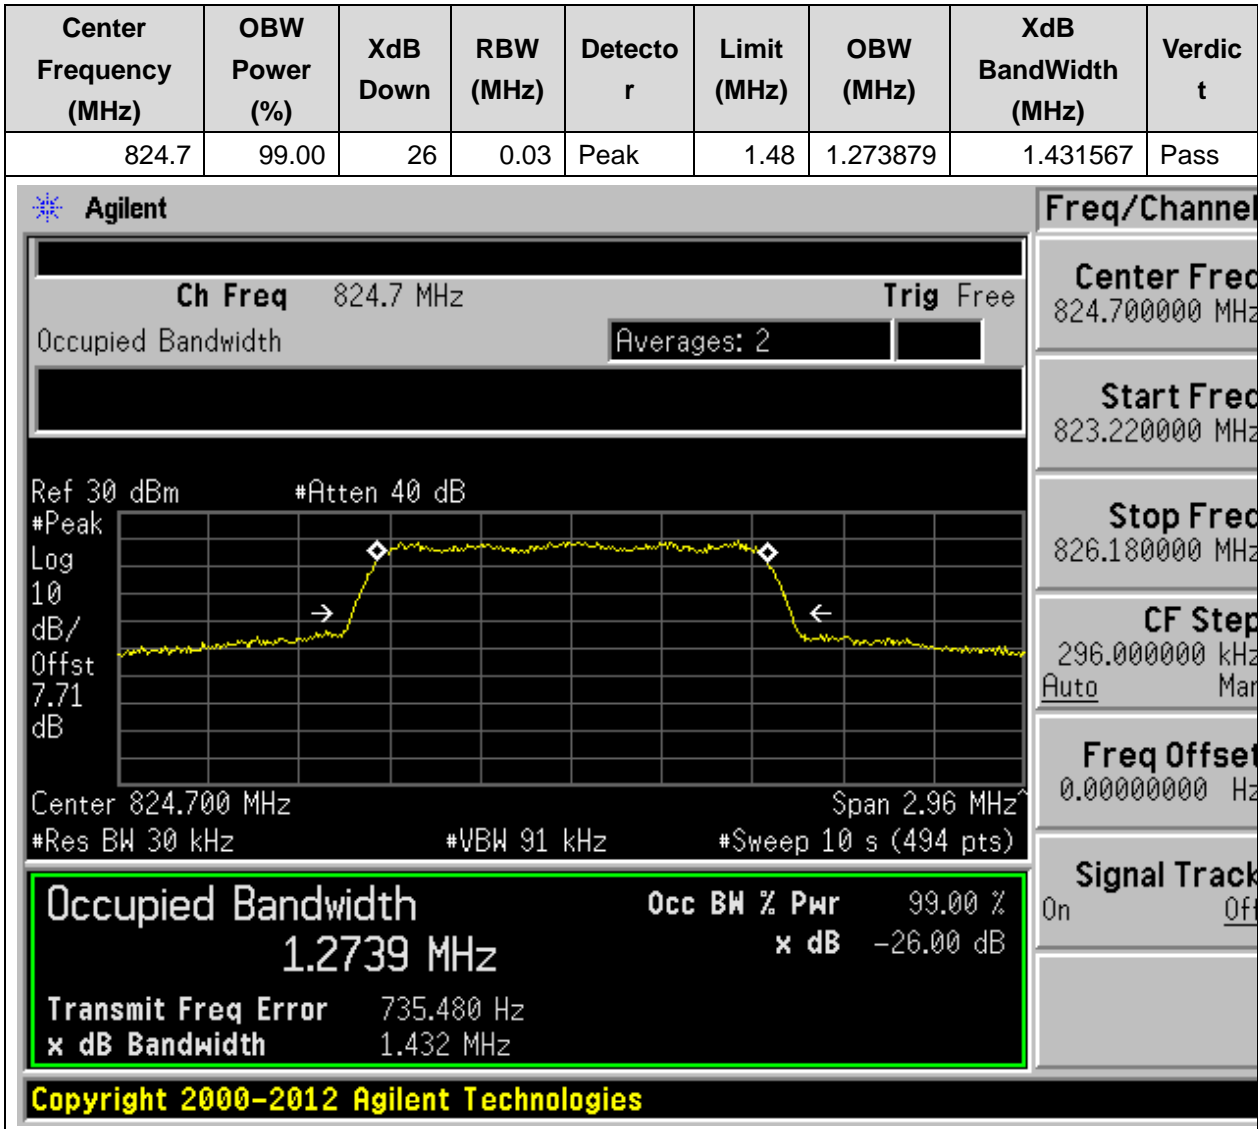 Center Frequency (MHz) OBW Power (%) XdB Down RBW (MHz) Detecto r Limit (MHz) OBW (MHz) XdB BandWidth (MHz) Verdic t
824.7 99.00 26 0.03 Peak 1.48 1.273879 1.431567 Pass
Agilent
Freq/Channel
Ch Freq 824.7 MHz Trig Free
Occupied Bandwidth Averages: 2
Center Freq
824.700000 MHz
Start Freq
823.220000 MHz
Stop Freq
826.180000 MHz
CF Step
296.000000 kHz
Auto Man
Freq Offset
0.00000000 Hz
Signal Track
On Off
Ref 30 dBm #Atten 40 dB
#Peak
Log
10
dB/
Offst
7.71
dB
Center 824.700 MHz Span 2.96 MHz^
#Res BW 30 kHz #VBW 91 kHz #Sweep 10 s (494 pts)
Occupied Bandwidth Occ BW % Pwr 99.00 %
1.2739 MHz x dB -26.00 dB
Transmit Freq Error 735.480 Hz
x dB Bandwidth 1.432 MHz
Copyright 2000-2012 Agilent Technologies